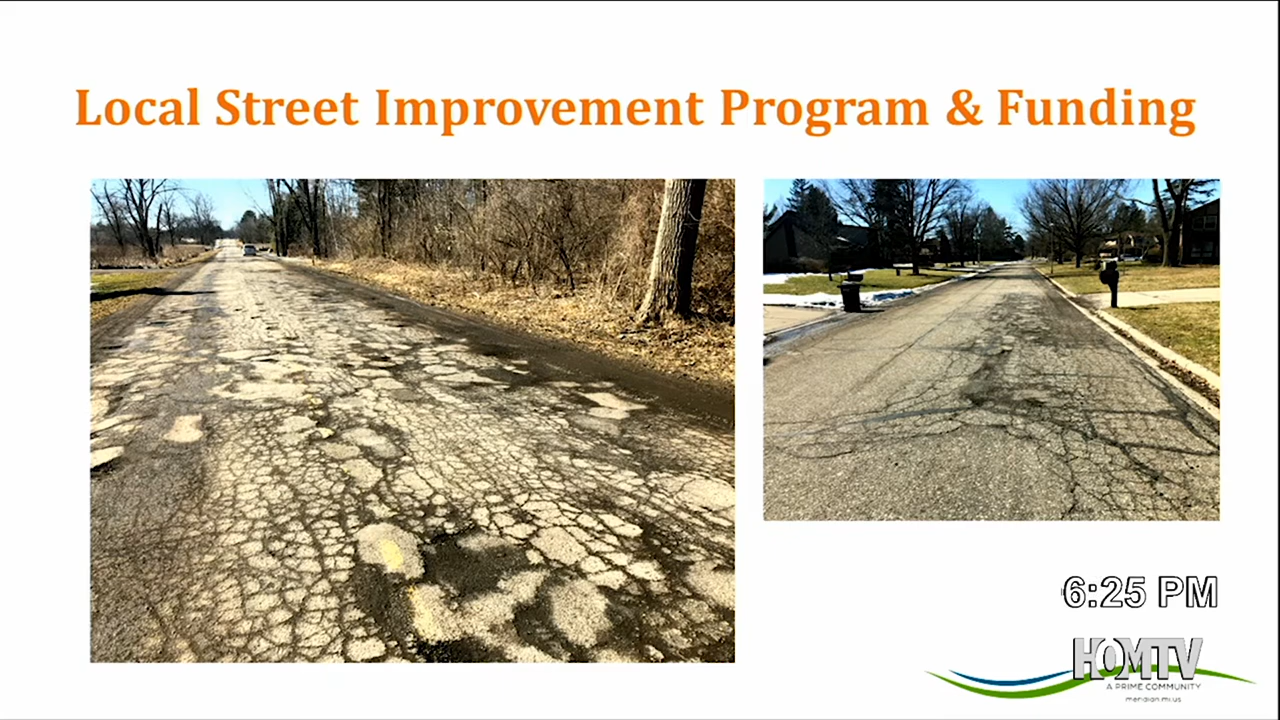 Local Street Improvement Program & Funding
6:25 PM
HOMTV
A PRIME COMMUNITY
meridian.mi.us